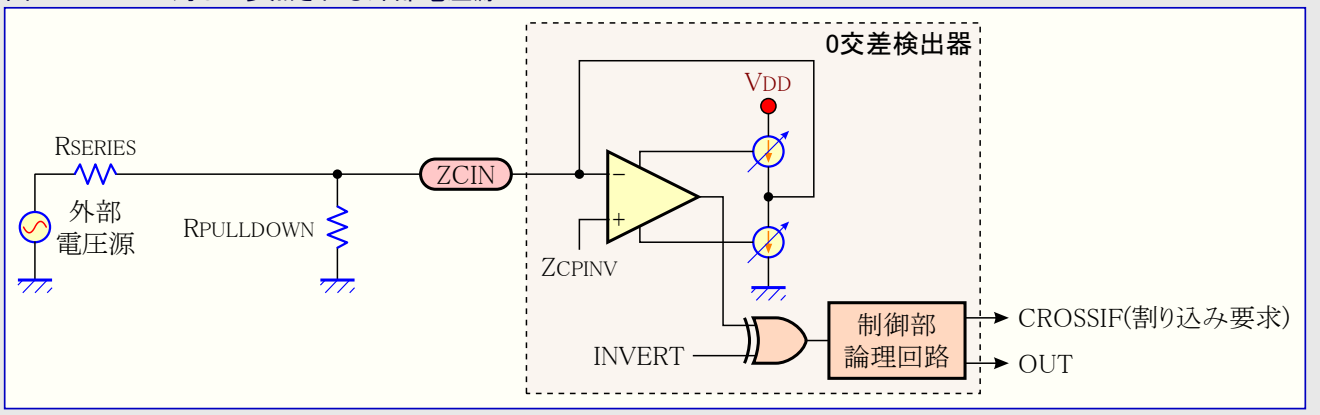 0交差検出器
VDD
RSERIES
ZCIN
−
外部
電圧源
RPULLDOWN
+
ZCPINV
制御部
論理回路
CROSSIF(割り込み要求)
INVERT
OUT